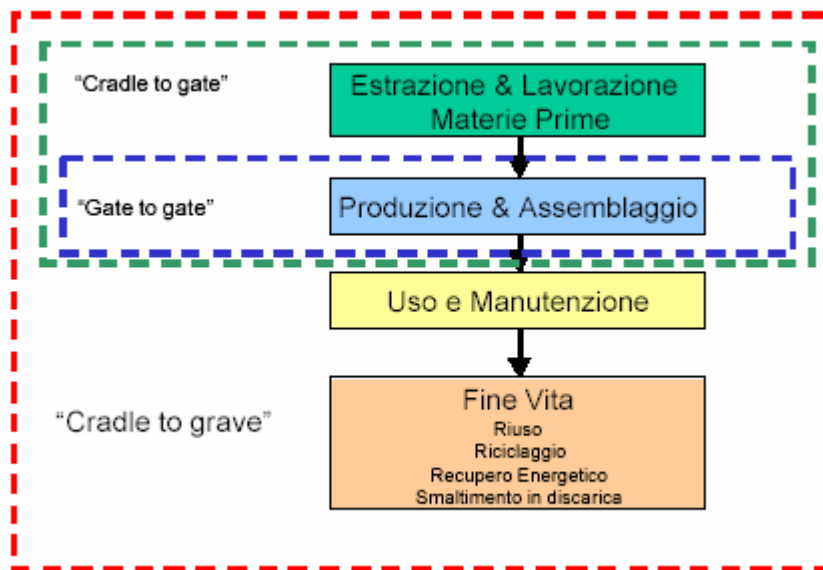 “Cradle to gate”
Estrazione & Lavorazione
Materie Prime
“Gate to gate”
Produzione & Assemblaggio
Uso e Manutenzione
“Cradle to grave”
Fine Vita
Riuso
Riciclaggio
Recupero Energetico
Smaltimento in discarica